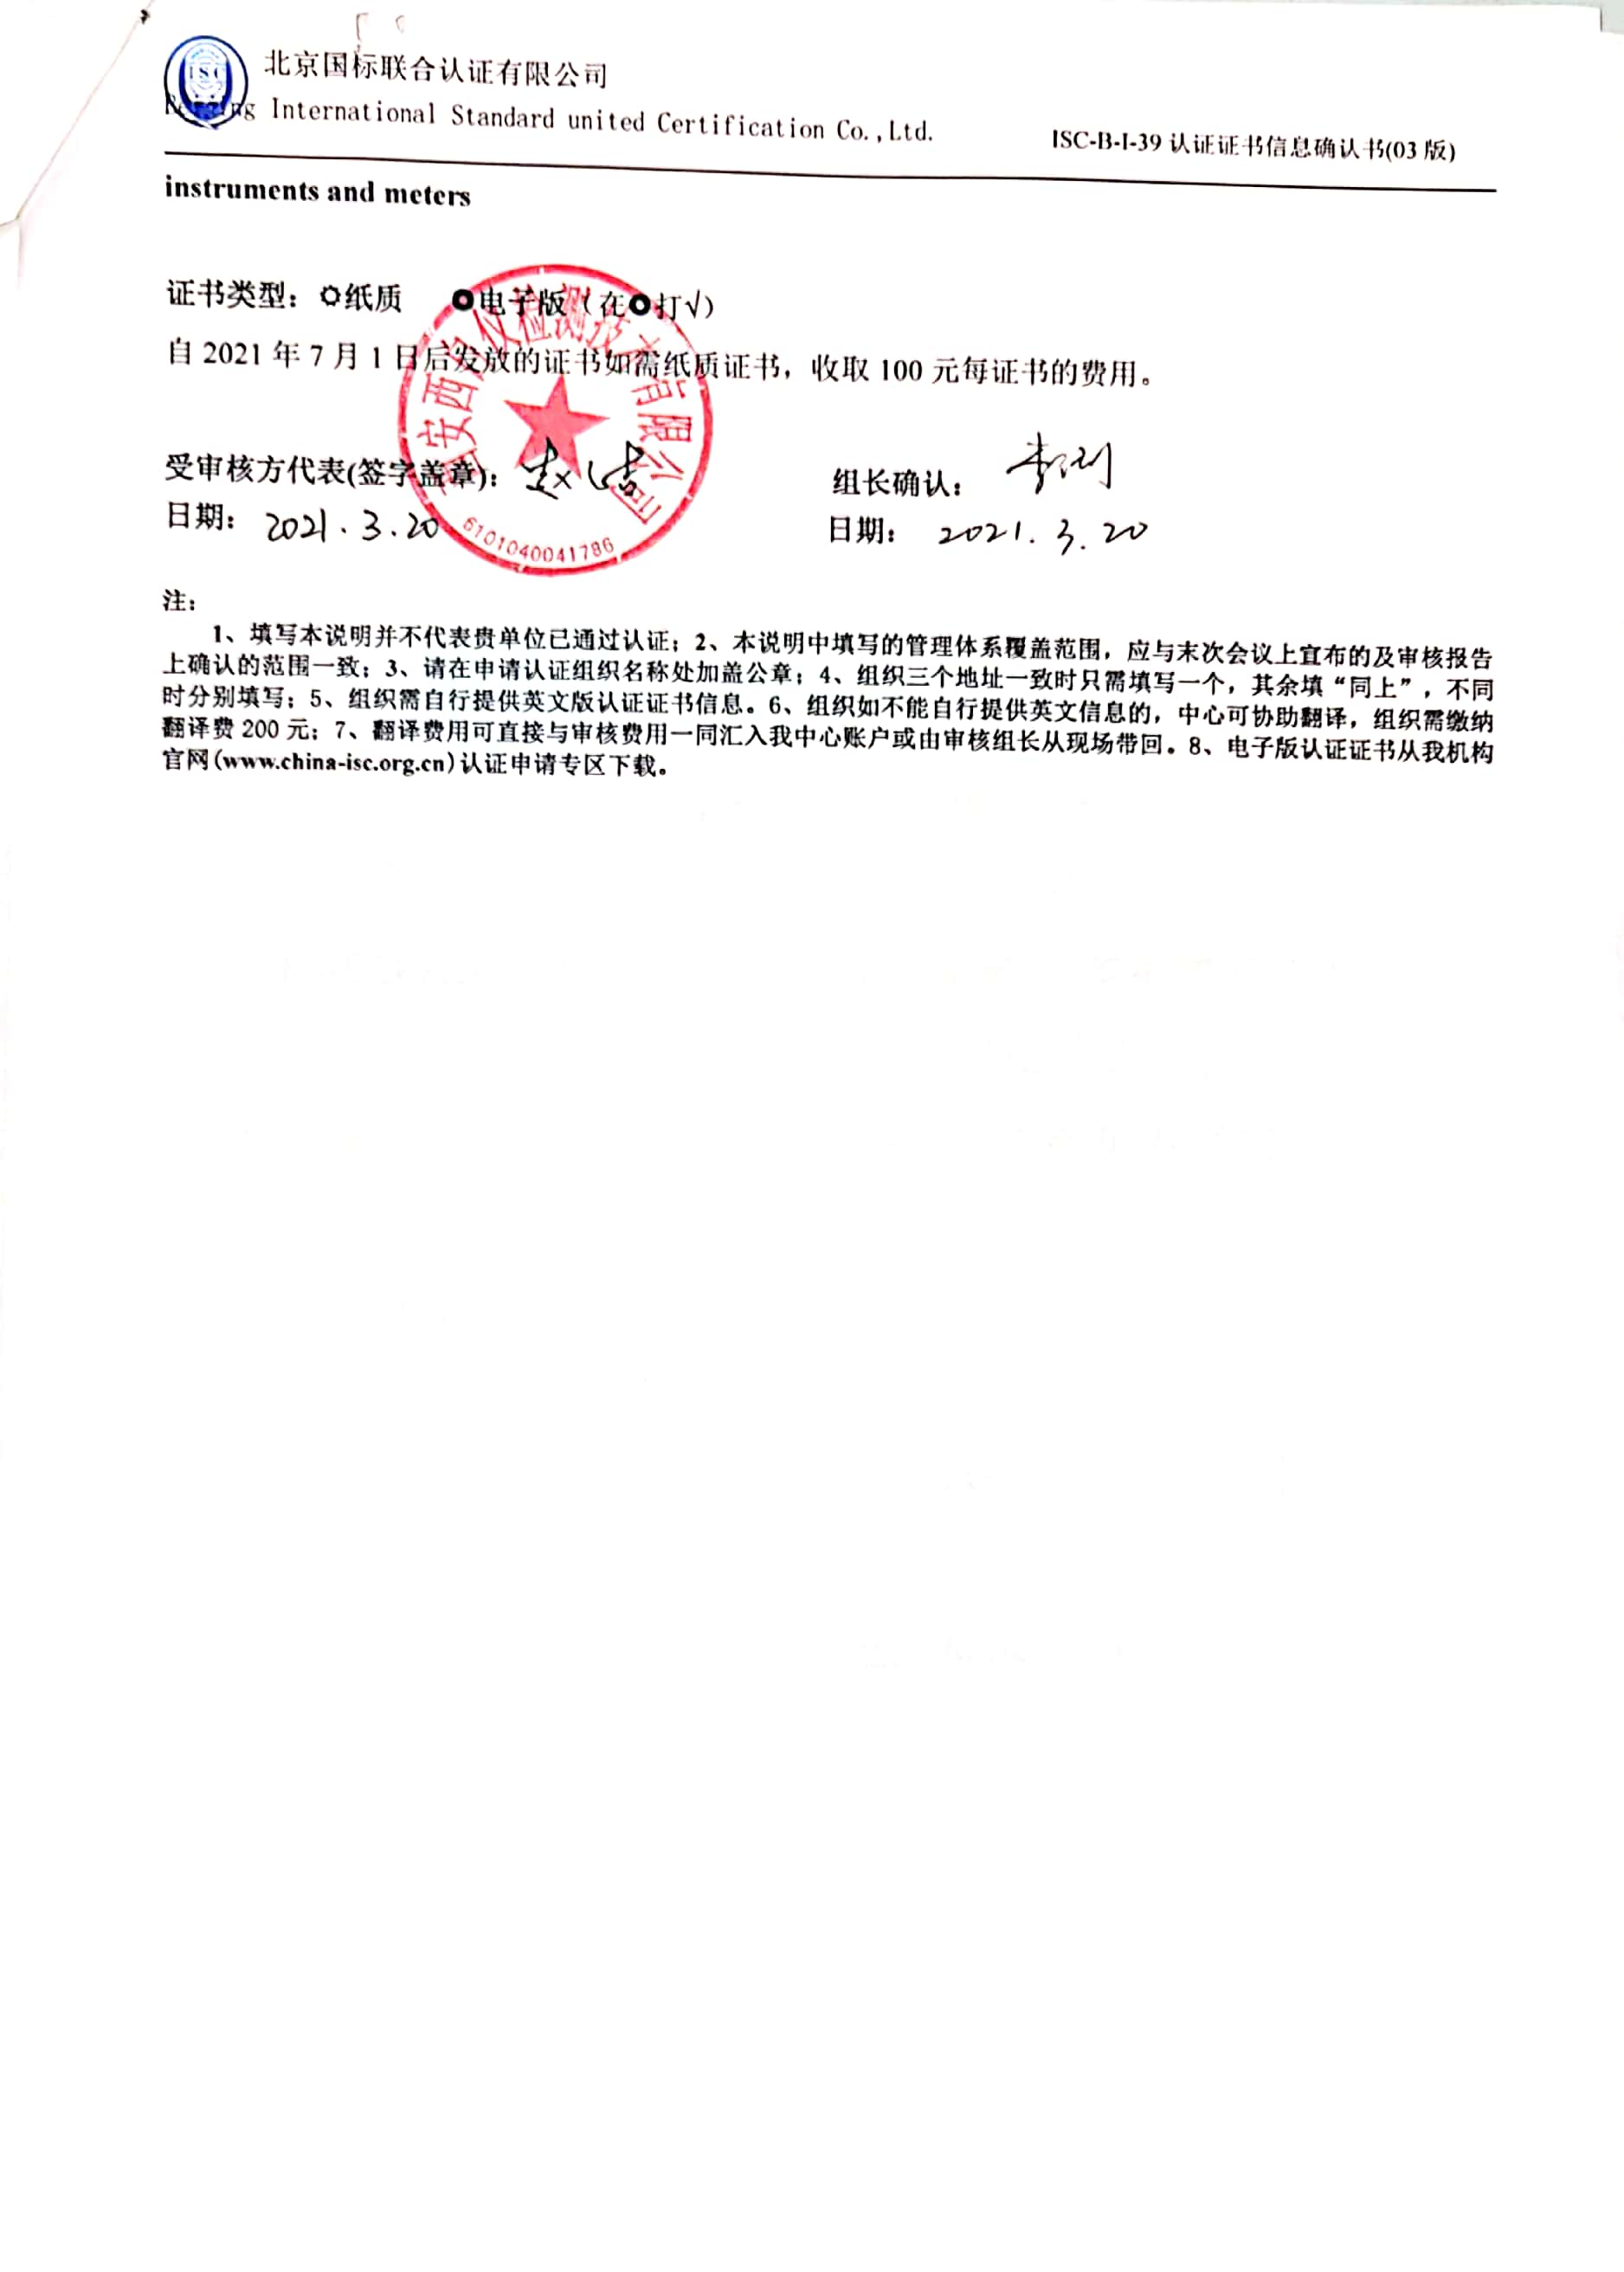 ISC
北京国标联合认证有限公司
Beijing International Standard united Certification Co.,Ltd.
ISC-B-I-39 认证证书信息确认书(03 版)
instruments and meters
证书类型：纸质 电子版（在打√）
自 2021 年 7 月 1 日后发放的证书如需纸质证书，收取 100 元每证书的费用。
检测技术有限公司
受审核方代表(签字盖章)：
组长确认：
日期： 2021.3.20
日期： 2021.3.20
6101040041786
注：
1、填写本说明并不代表贵单位已通过认证；2、本说明中填写的管理体系覆盖范围，应与末次会议上宣布的及审核报告
上确认的范围一致；3、请在申请认证组织名称处加盖公章；4、组织三个地址一致时只需填写一个，其余填“同上”，不同
时分别填写；5、组织需自行提供英文版认证证书信息。6、组织如不能自行提供英文信息的，中心可协助翻译，组织需缴纳
翻译费 200 元；7、翻译费用可直接与审核费用一同汇入我中心账户或由审核组长从现场带回。8、电子版认证证书从我机构
官网(www.china-isc.org.cn)认证申请专区下载。